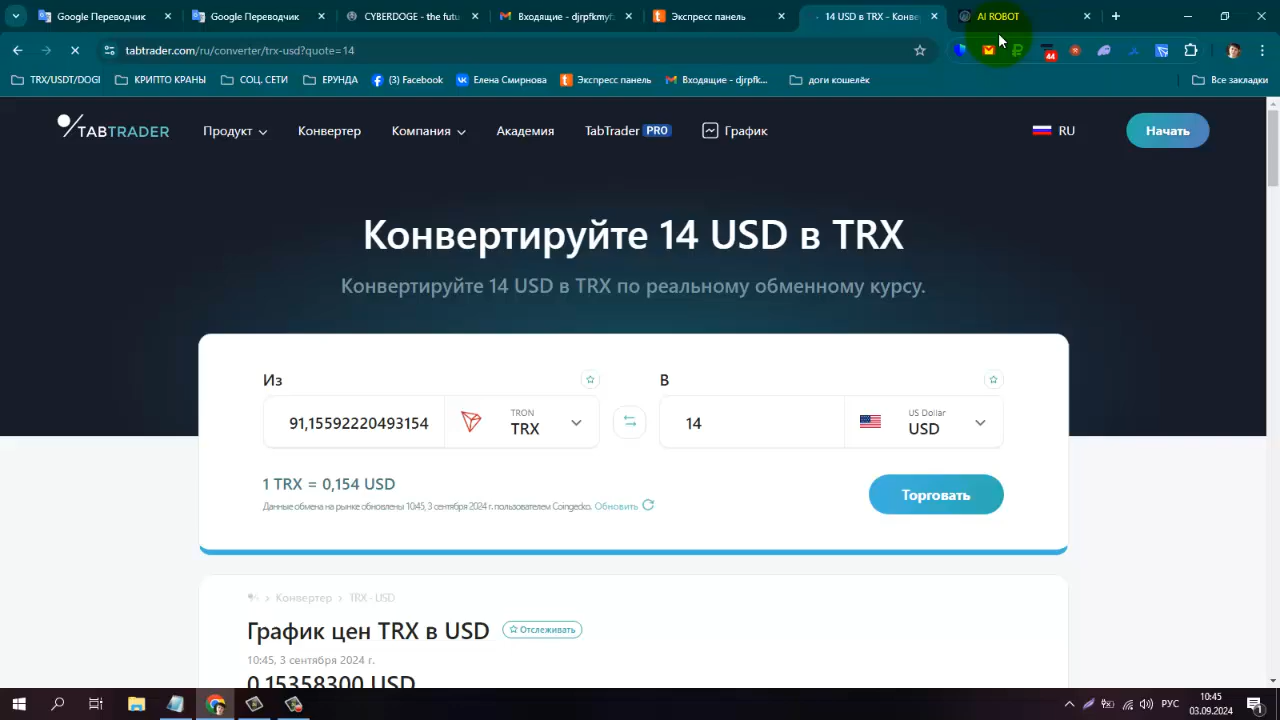 Google Переводчик
Google Переводчик
CYBERDOGE - the futu
Входящие - djrpfkmyf
Экспресс панель
14 USD в TRX - Конве
AI ROBOT
tabtrader.com/ru/converter/trx-usd?quote=14
44
TRX/USDT/DOGI
КРИПТО КРАНЫ
СОЦ. СЕТИ
ЕРУНДА
(3) Facebook
Елена Смирнова
Экспресс панель
Входящие - djrpfk...
доги кошелёк
Все закладки
TABTRADER
Продукт
Конвертер
Компания
Академия
TabTrader PRO
График
RU
Начать
Конвертируйте 14 USD в TRX
Конвертируйте 14 USD в TRX по реальному обменному курсу.
Из
В
91,15592220493154
TRON
TRX
14
US Dollar
USD
1 TRX = 0,154 USD
Данные обмена на рынке обновлены 10:45, 3 сентября 2024 г. пользователем Coingecko. Обновить
Торговать
Конвертер > TRX - USD
График цен TRX в USD
Отслеживать
10:45, 3 сентября 2024 г.
0,15358300 USD
РУС
10:45
03.09.2024
1